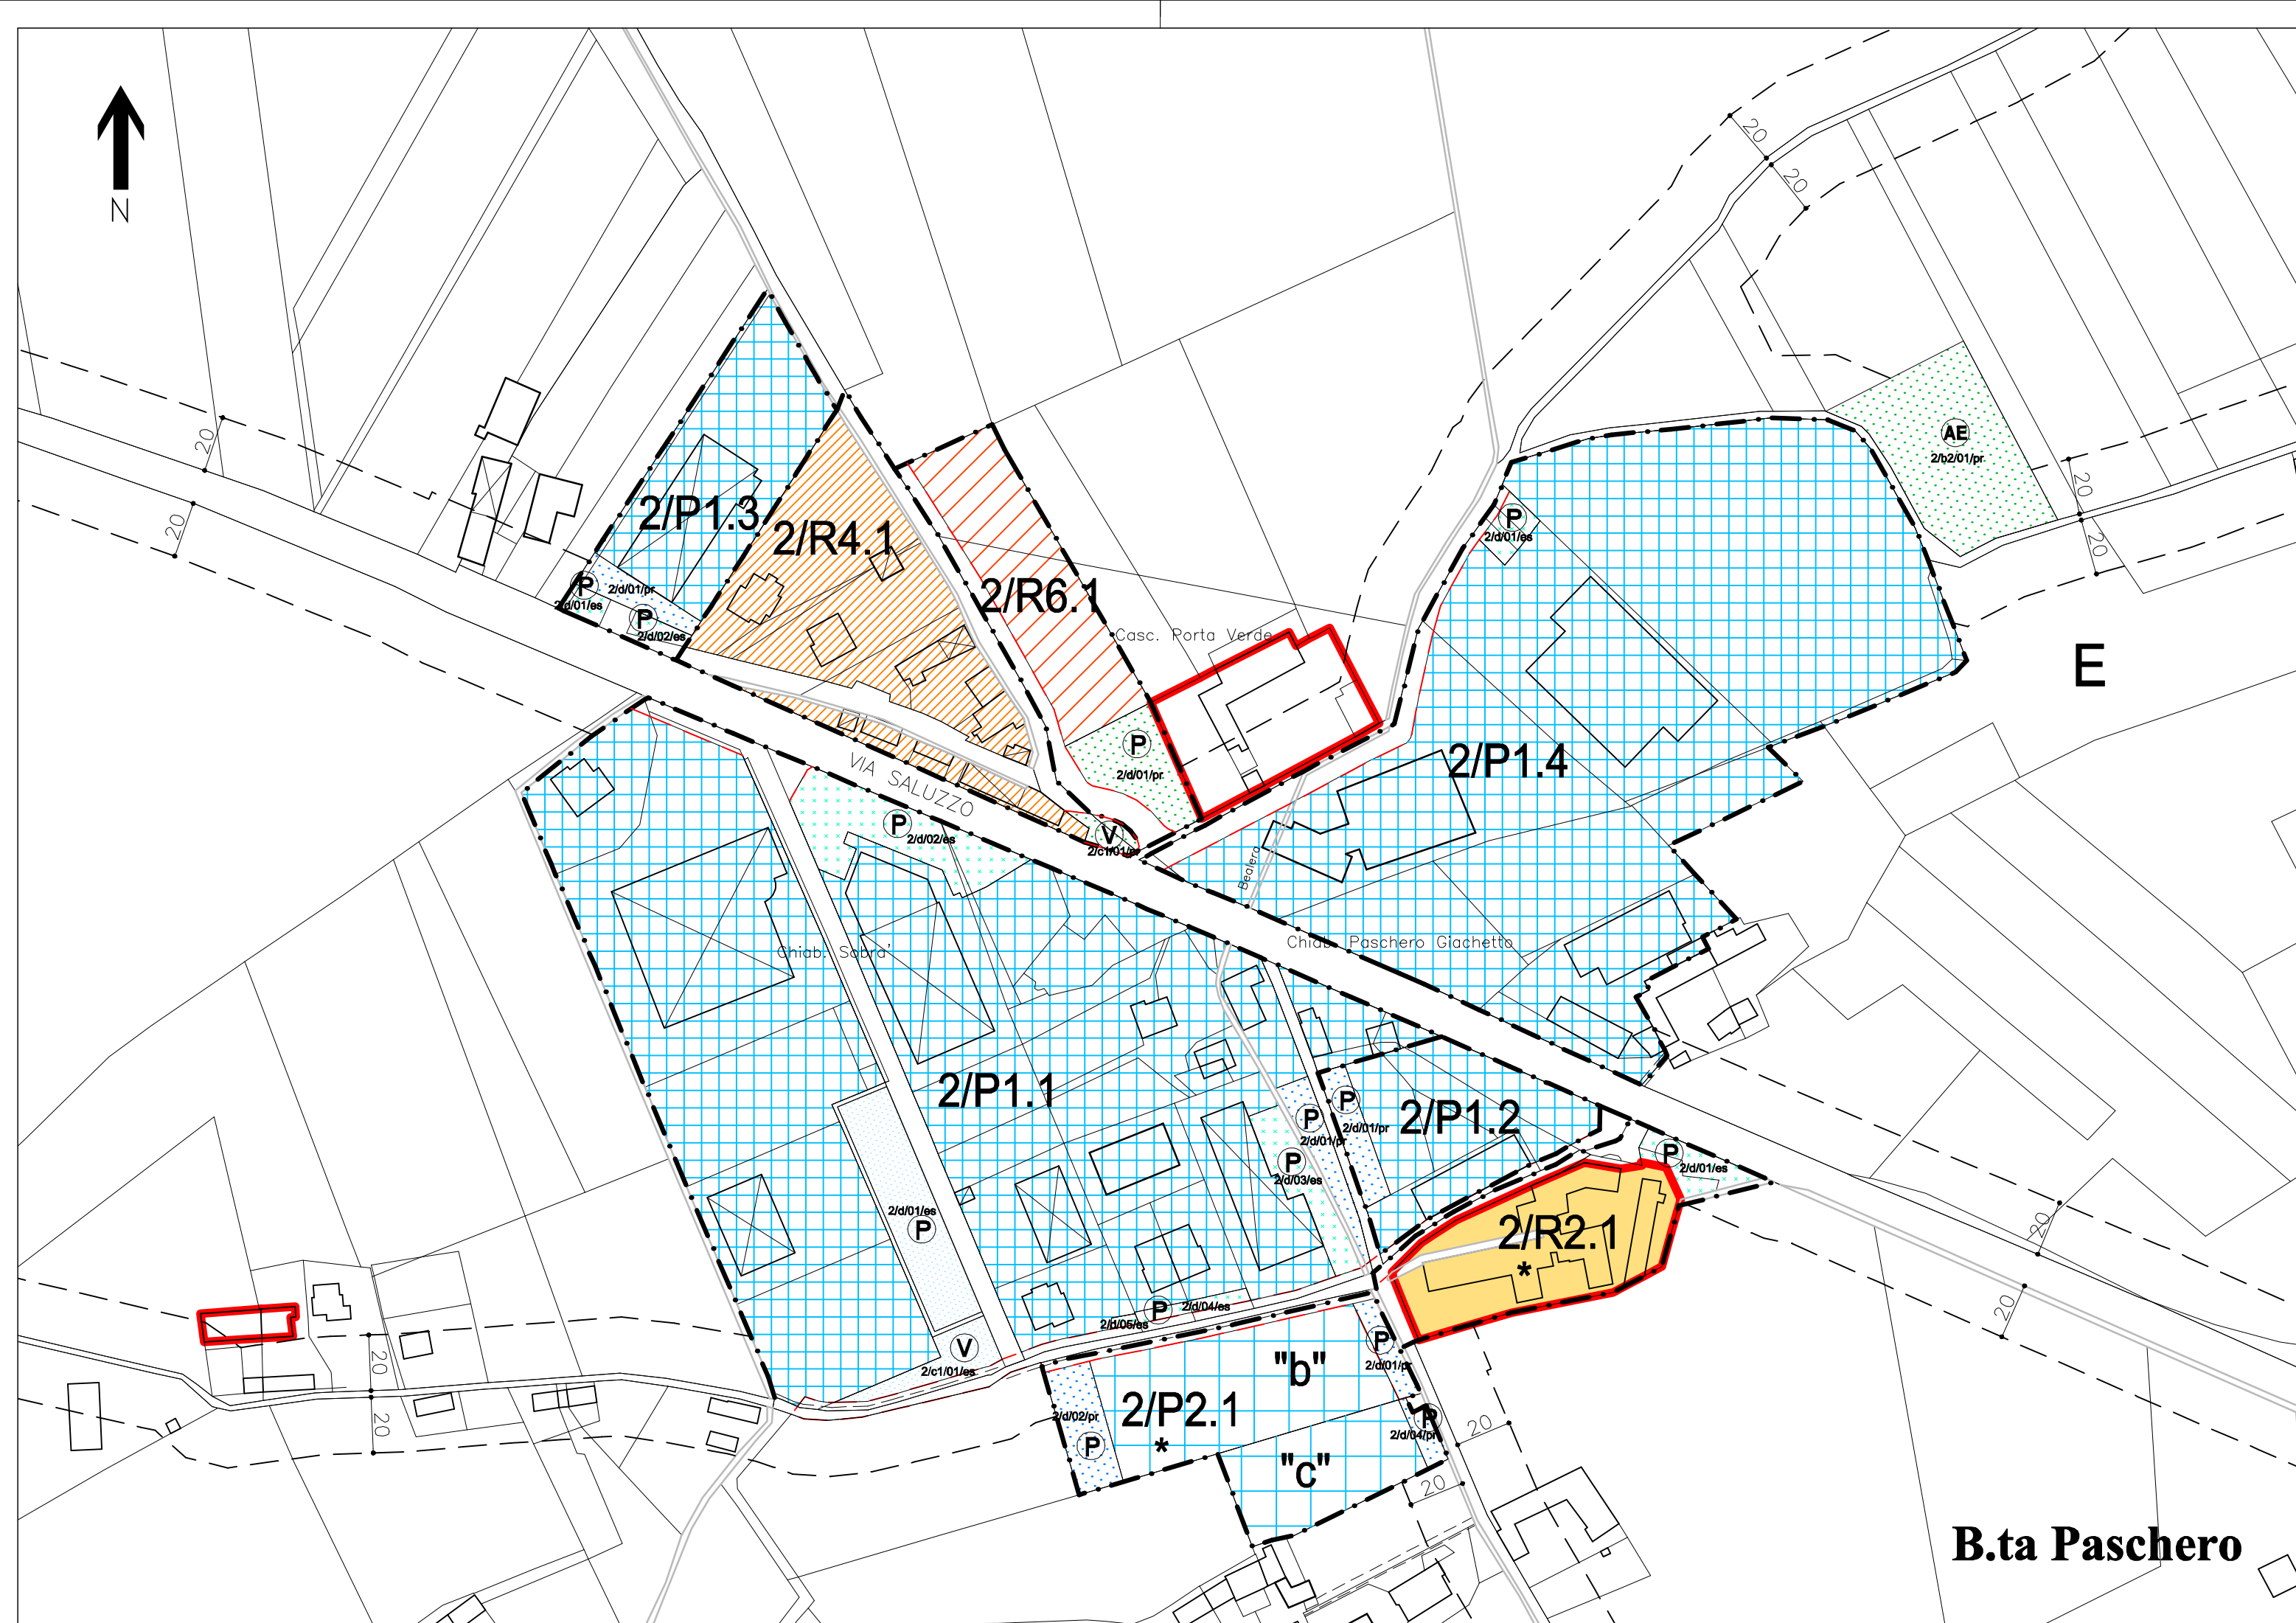 N
20
20
20
20
AE
2/b2/01/pr
2/P1.3
2/R4.1
P
2/d/01/es
20
20
20
20
P
2/d/01/es
2/d/01/pr
P
2/d/02/es
2/R6.1
Casc. Porta Verde
E
P
2/d/01/pr
2/P1.4
VIA SALUZZO
P
2/d/02/es
V
Bealera
Chiab. Sobra'
Chiab. Paschero Giachetto
2/P1.1
P
2/d/01/pr
P
2/d/01/pr
2/P1.2
P
2/d/03/es
P
2/d/01/es
2/d/01/es
P
2/R2.1
*
20
20
P
2/d/04/es
2/d/05/es
V
2/c1/01/es
20
20
P
2/d/01/pr
"b"
2/P2.1
*
2/d/02/pr
P
P
2/d/04/pr
20
"c"
20
B.ta Paschero